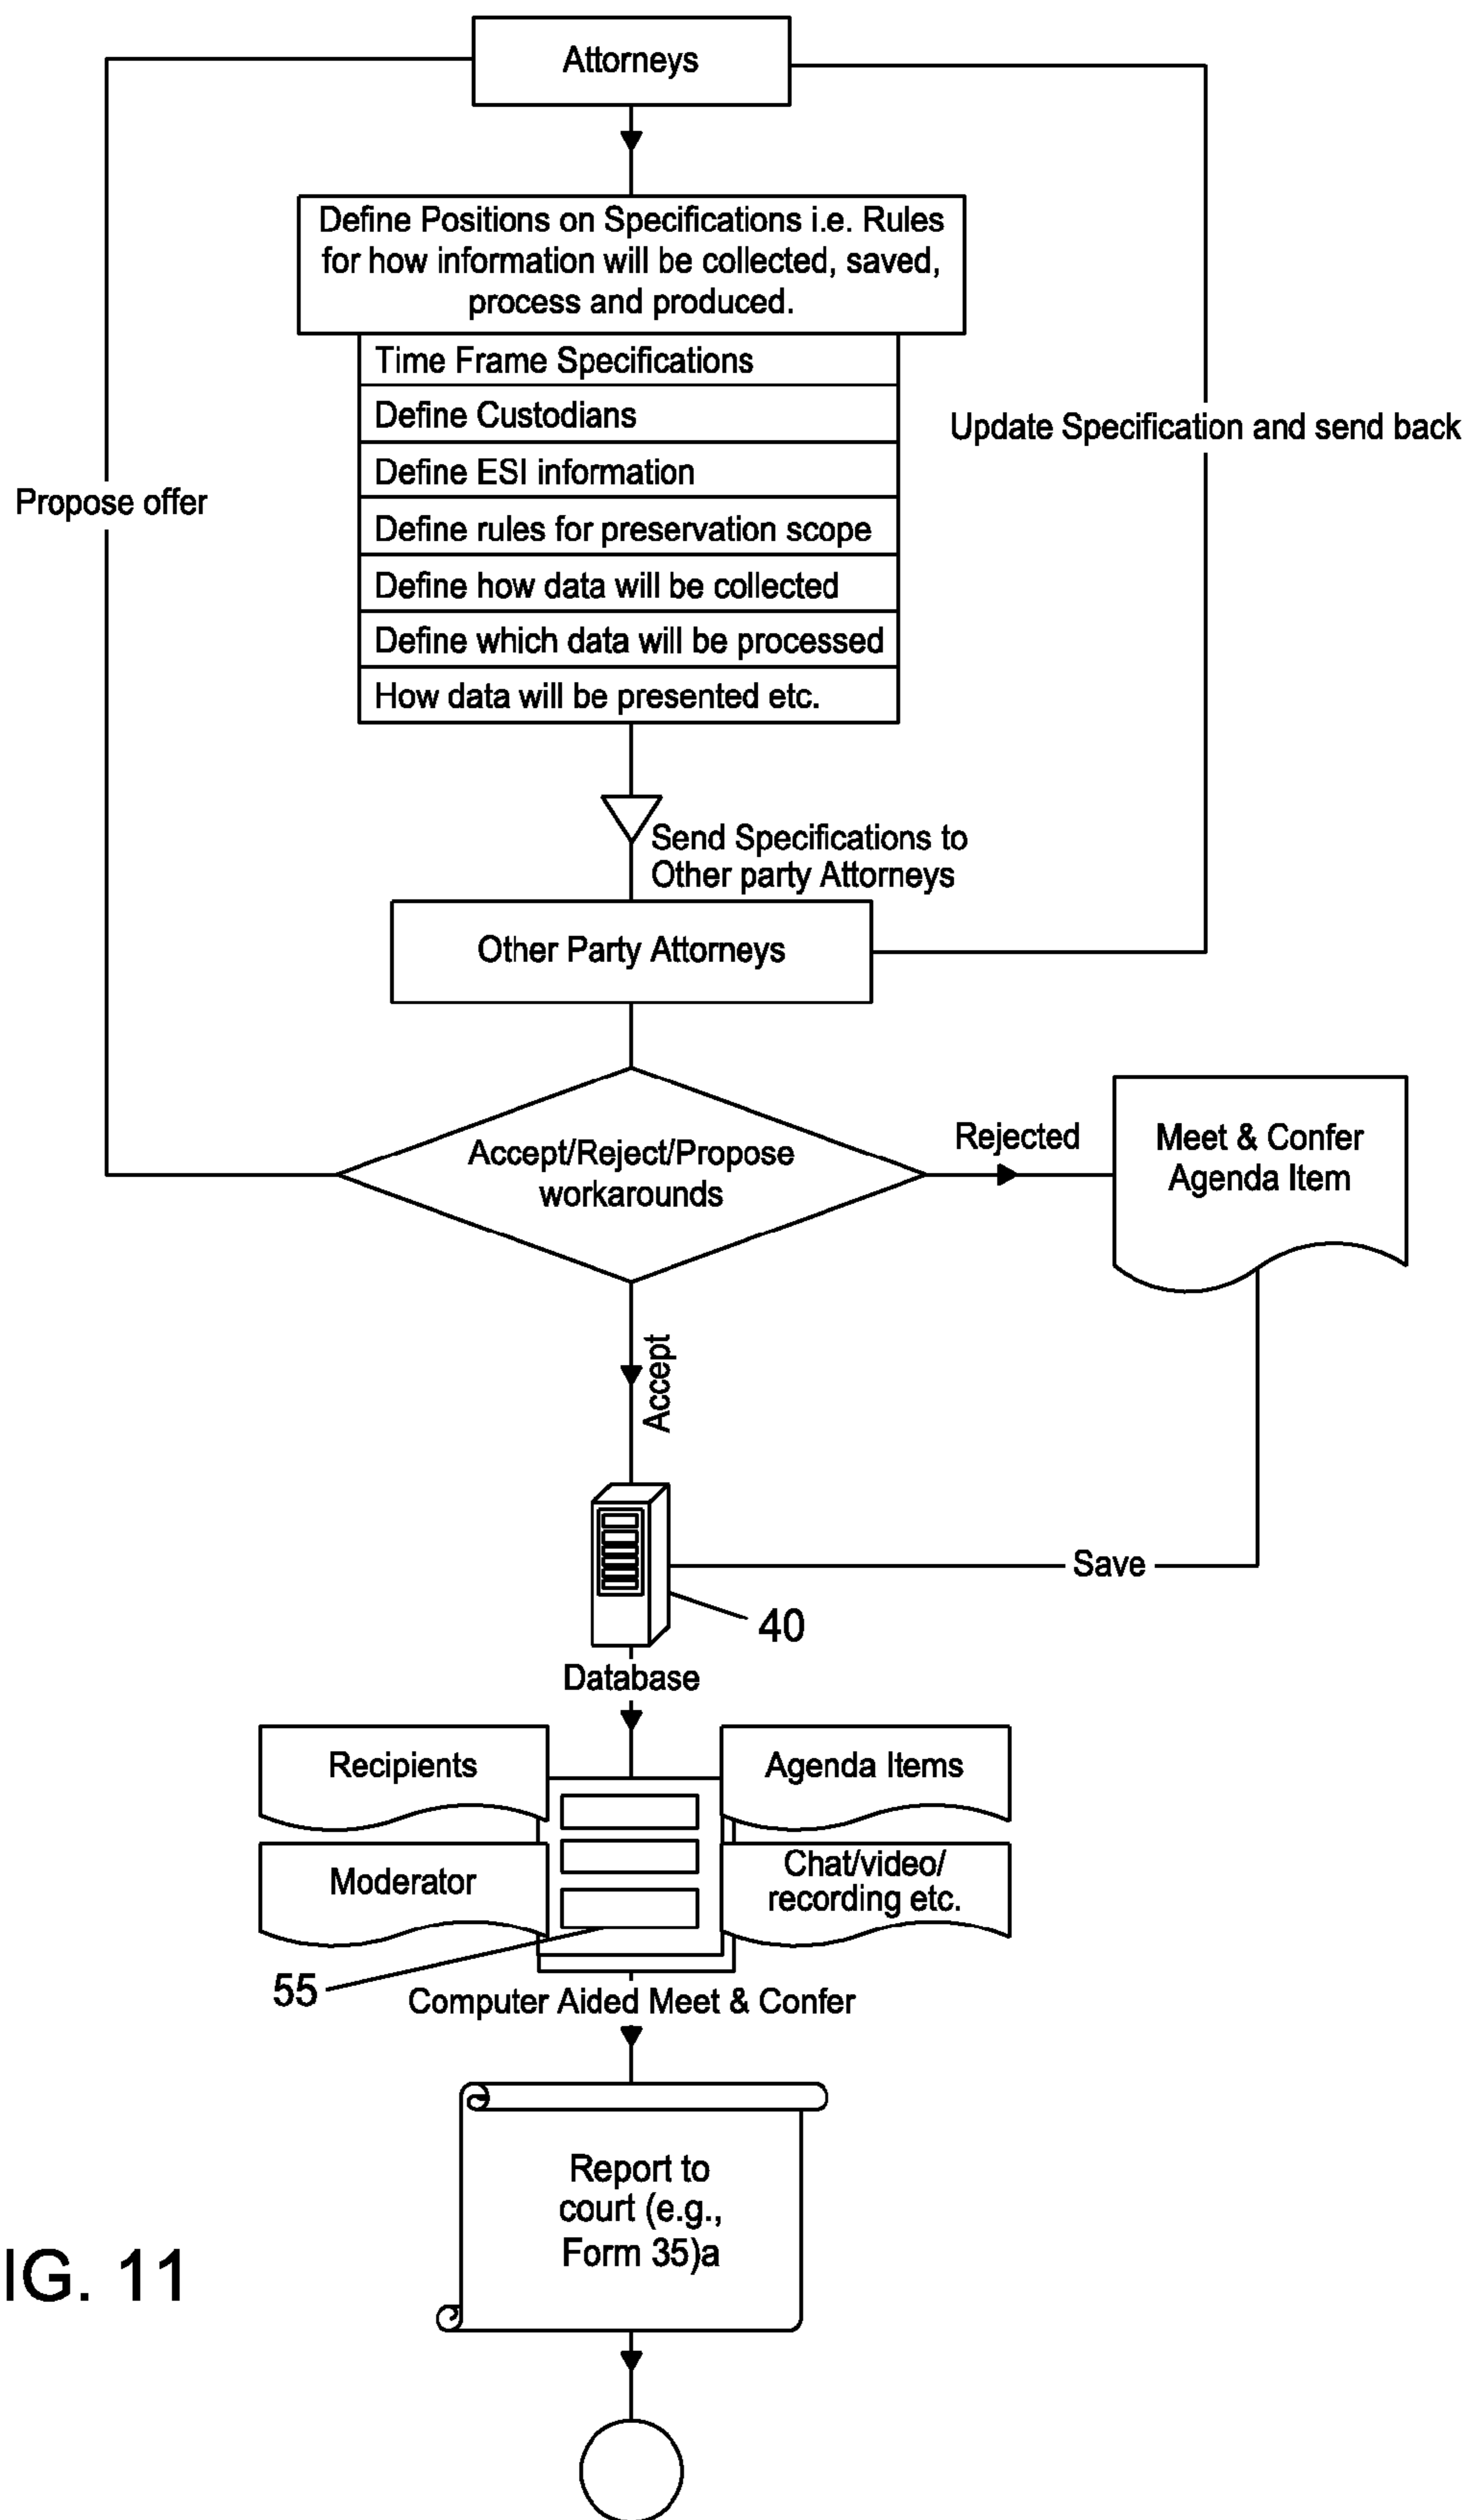 Attorneys
Define Positions on Specifications i.e. Rules
for how information will be collected, saved,
process and produced.
Time Frame Specifications
Define Custodians
Define ESI information
Define rules for preservation scope
Define how data will be collected
Define which data will be processed
How data will be presented etc.
Update Specification and send back
Propose offer
Send Specifications to
Other party Attorneys
Other Party Attorneys
Accept/Reject/Propose
workarounds
Rejected
Meet & Confer
Agenda Item
Accept
Save
40
Database
Recipients
Agenda Items
Moderator
Chat/video/
recording etc.
55
Computer Aided Meet & Confer
Report to
court (e.g.,
Form 35)a
IG. 11